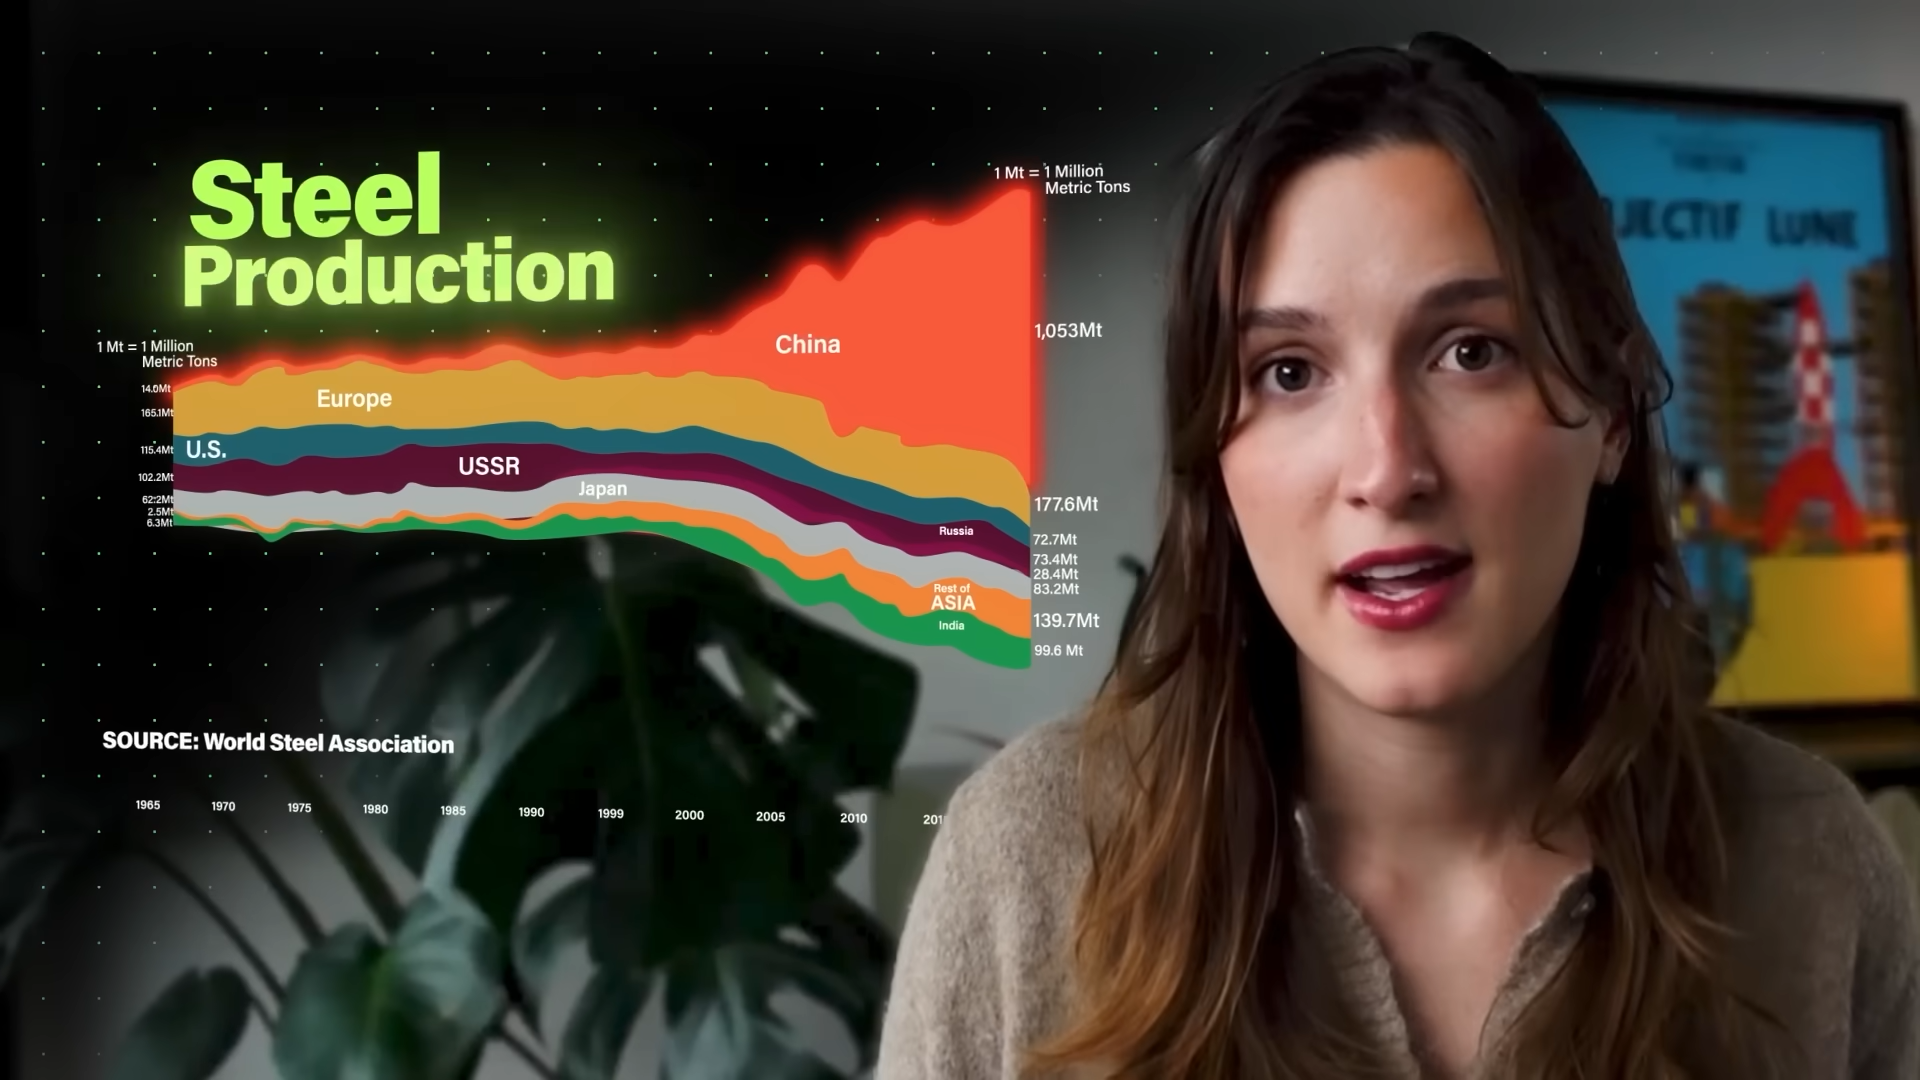 Steel
Production
1 Mt = 1 Million
Metric Tons
1 Mt = 1 Million
Metric Tons
14.0Mt
165.1Mt
115.4Mt
102.2Mt
62.2Mt
2.5Mt
6.3Mt
China
Europe
U.S.
USSR
Japan
Russia
Rest of
ASIA
India
1,053Mt
177.6Mt
72.7Mt
73.4Mt
28.4Mt
83.2Mt
139.7Mt
99.6 Mt
SOURCE: World Steel Association
1965 1970 1975 1980 1985 1990 1999 2000 2005 2010
JECTIF LUNE